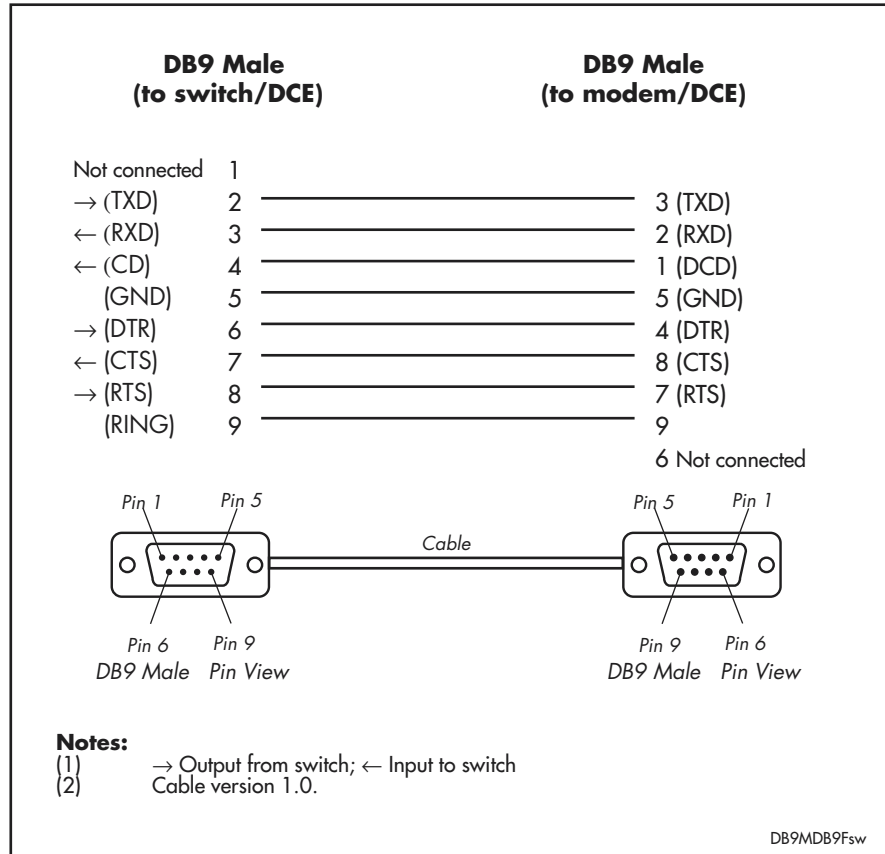 DB9 Male DB9 Male
(to switch/DCE) (to modem/DCE)
Not connected 1
→ (TXD) 2 3 (TXD)
← (RXD) 3 2 (RXD)
← (CD) 4 1 (DCD)
(GND) 5 5 (GND)
→ (DTR) 6 4 (DTR)
← (CTS) 7 8 (CTS)
→ (RTS) 8 7 (RTS)
(RING) 9 9
6 Not connected
Pin 1 Pin 5 Pin 5 Pin 1
Cable
Pin 6 Pin 9 Pin 9 Pin 6
DB9 Male Pin View DB9 Male Pin View
Notes:
(1) → Output from switch; ← Input to switch
(2) Cable version 1.0.
DB9MDB9Fsw